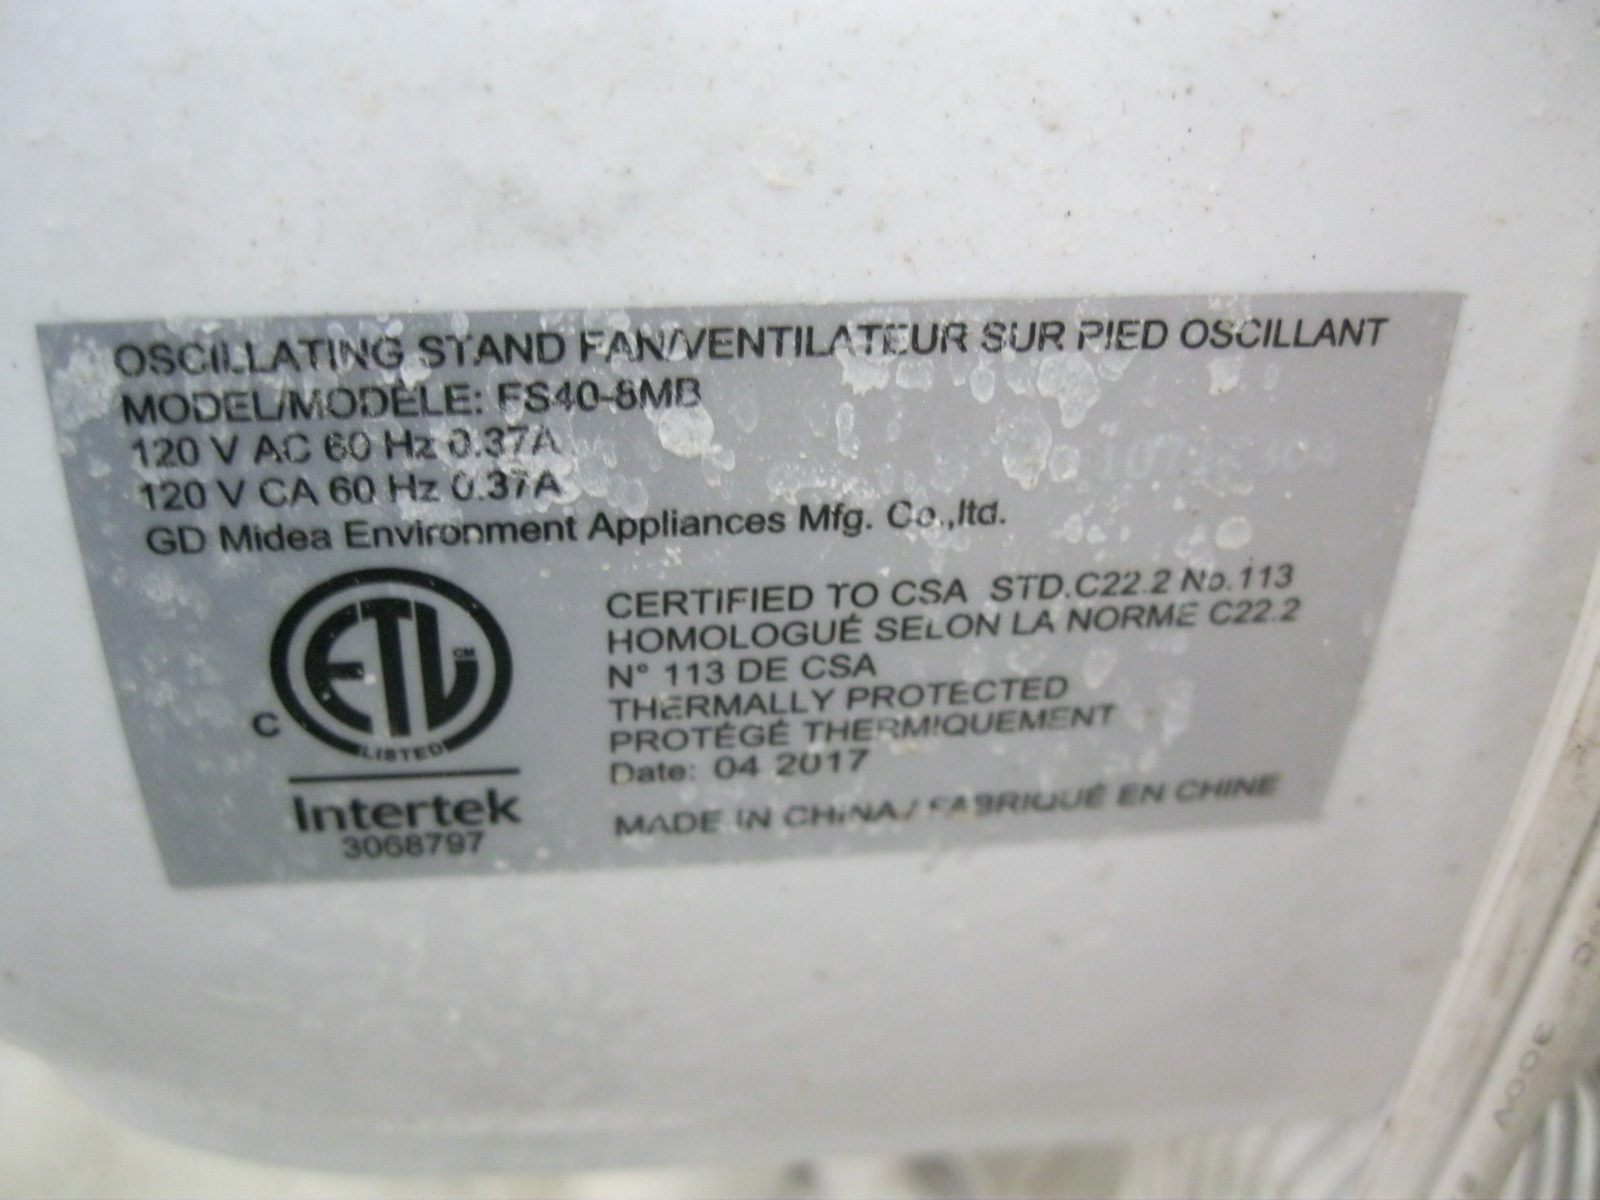 OSCILLATING STAND FAN/VENTILATEUR SUR PIED OSCILLANT
MODEL/MODÈLE: FS40-8MB
120 V AC 60 Hz 0.37A
120 V CA 60 Hz 0.37A
GD Midea Environment Appliances Mfg. Co.,ltd.
C ETL CM
LISTED
Intertek
3068797
CERTIFIED TO CSA STD.C22.2 No.113
HOMOLOGUÉ SELON LA NORME C22.2
N° 113 DE CSA
THERMALLY PROTECTED
PROTÉGÉ THERMIQUEMENT
Date: 04 2017
MADE IN CHINA / FABRIQUÉ EN CHINE
300V